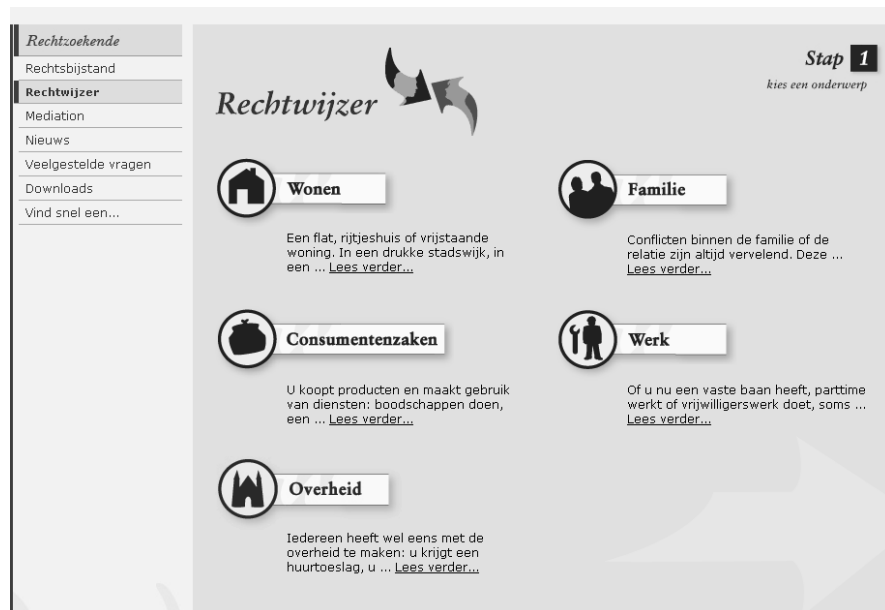 Rechtzoekende
Rechtsbijstand
Rechtwijzer
Mediation
Nieuws
Veelgestelde vragen
Downloads
Vind snel een...
Rechtwijzer
Stap 1
kies een onderwerp
Wonen
Een flat, rijtjeshuis of vrijstaande
woning. In een drukke stadswijk, in
een ... Lees verder...
Familie
Conflicten binnen de familie of de
relatie zijn altijd vervelend. Deze ...
Lees verder...
Consumentenzaken
U koopt producten en maakt gebruik
van diensten: boodschappen doen,
een ... Lees verder...
Werk
Of u nu een vaste baan heeft, parttime
werkt of vrijwilligerswerk doet, soms ...
Lees verder...
Overheid
Iedereen heeft wel eens met de
overheid te maken: u krijgt een
huurtoeslag, u ... Lees verder...